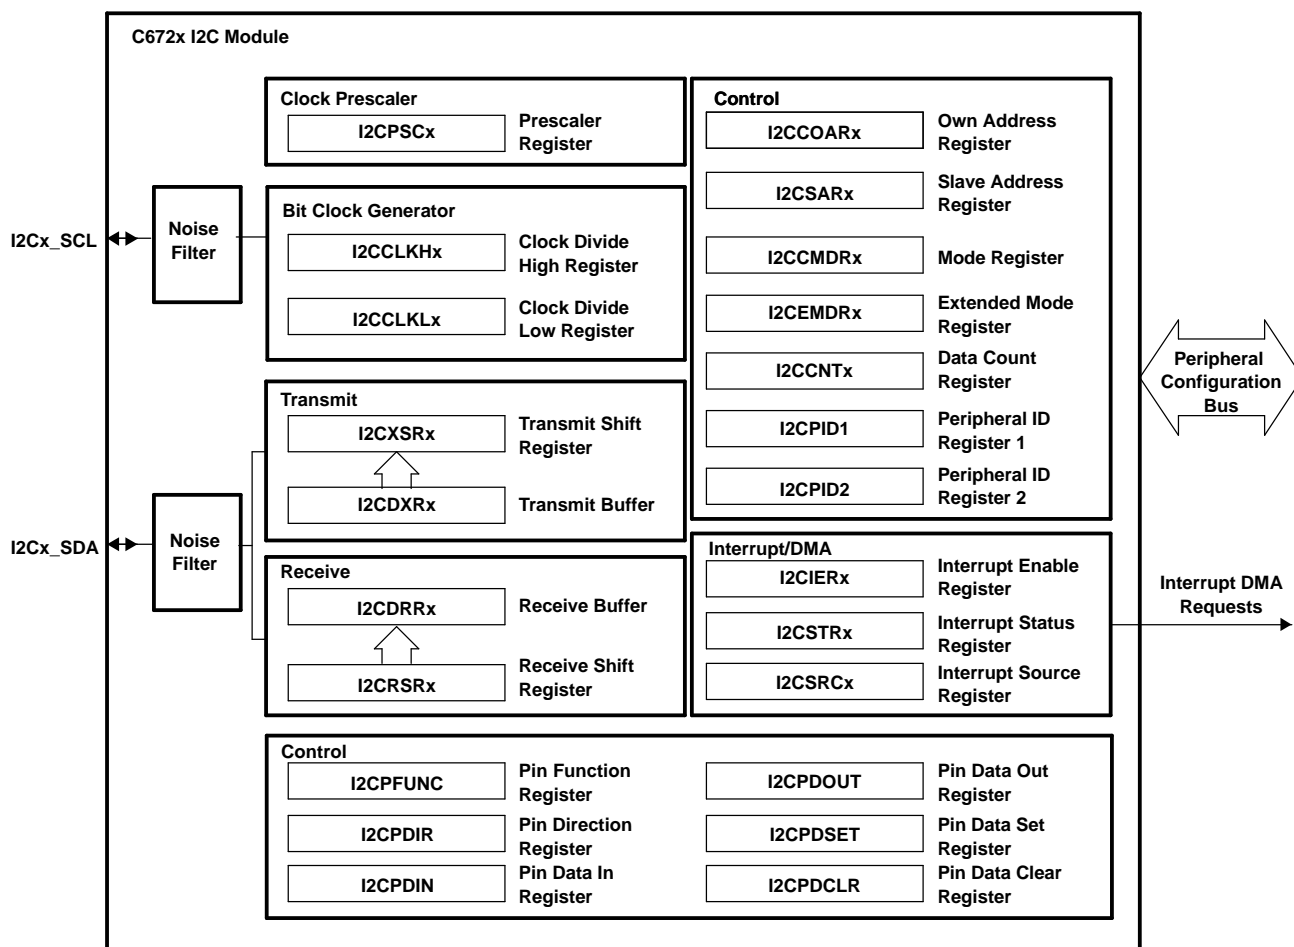 C672x I2C Module
Clock Prescaler
I2CPSCx
Prescaler
Register
I2Cx_SCL
Noise
Filter
Bit Clock Generator
I2CCLKHx
Clock Divide
High Register
I2CCLKLx
Clock Divide
Low Register
Transmit
I2CXSRx
Transmit Shift
Register
I2CDXRx
Transmit Buffer
I2Cx_SDA
Noise
Filter
Receive
I2CDRRx
Receive Buffer
I2CRSRx
Receive Shift
Register
Control
I2CCOARx
Own Address
Register
I2CSARx
Slave Address
Register
I2CCMDRx
Mode Register
I2CEMDRx
Extended Mode
Register
I2CCNTx
Data Count
Register
I2CPID1
Peripheral ID
Register 1
I2CPID2
Peripheral ID
Register 2
Peripheral
Configuration
Bus
Interrupt/DMA
I2CIERx
Interrupt Enable
Register
I2CSTRx
Interrupt Status
Register
I2CSRCx
Interrupt Source
Register
Interrupt DMA
Requests
Control
I2CPFUNC
Pin Function
Register
I2CPDIR
Pin Direction
Register
I2CPDIN
Pin Data In
Register
I2CPDOUT
Pin Data Out
Register
I2CPDSET
Pin Data Set
Register
I2CPDCLR
Pin Data Clear
Register